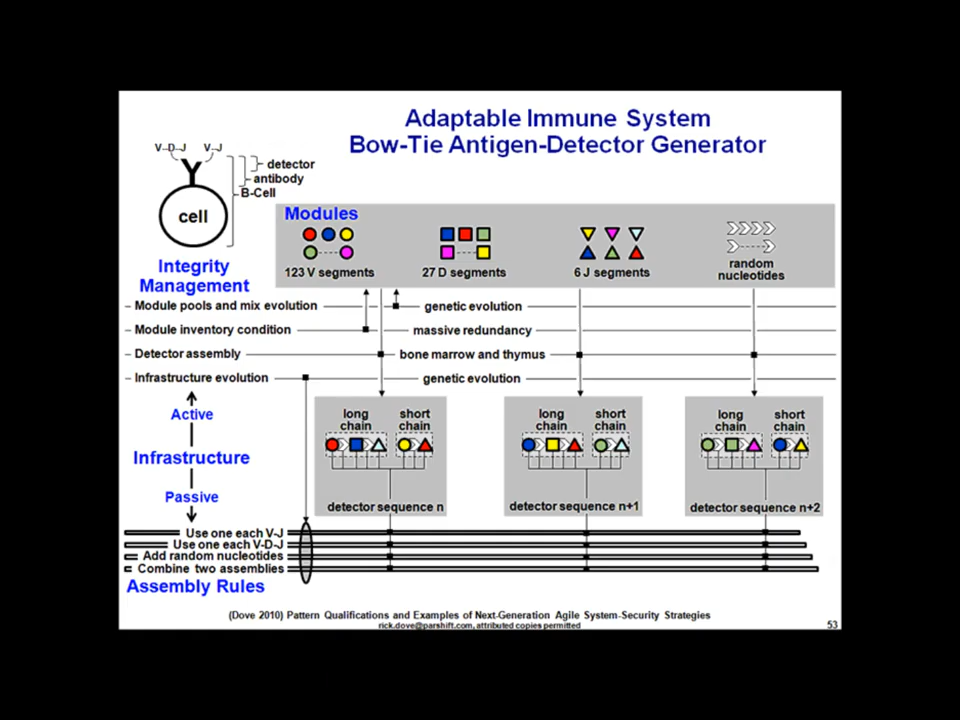 Adaptable Immune System
Bow-Tie Antigen-Detector Generator
V--D--J V--J
detector
antibody
B-Cell
cell
Modules
123 V segments
27 D segments
6 J segments
random
nucleotides
Integrity
Management
Module pools and mix evolution
genetic evolution
Module inventory condition
massive redundancy
Detector assembly
bone marrow and thymus
Infrastructure evolution
genetic evolution
Active
Infrastructure
Passive
long
chain
short
chain
detector sequence n
long
chain
short
chain
detector sequence n+1
long
chain
short
chain
detector sequence n+2
Use one each V-J
Use one each V-D-J
Add random nucleotides
Combine two assemblies
Assembly Rules
(Dove 2010) Pattern Qualifications and Examples of Next-Generation Agile System-Security Strategies
rick.dove@parshift.com, attributed copies permitted
53